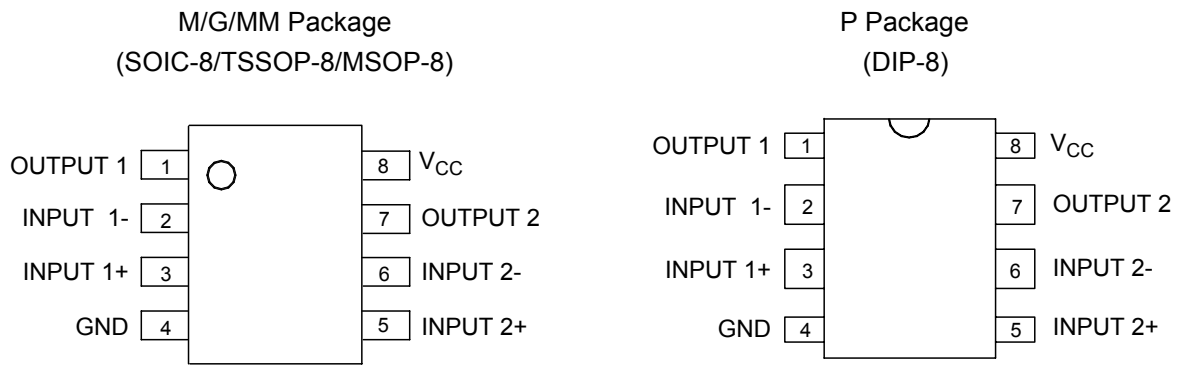 M/G/MM Package
(SOIC-8/TSSOP-8/MSOP-8)
OUTPUT 1 1 8 VCC
INPUT 1- 2 7 OUTPUT 2
INPUT 1+ 3 6 INPUT 2-
GND 4 5 INPUT 2+
P Package
(DIP-8)
OUTPUT 1 1 8 VCC
INPUT 1- 2 7 OUTPUT 2
INPUT 1+ 3 6 INPUT 2-
GND 4 5 INPUT 2+